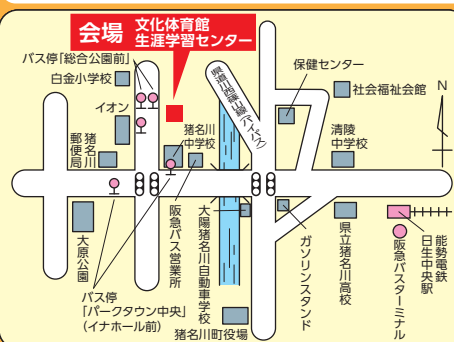 会場 文化体育館
生涯学習センター
バス停「総合公園前」
白金小学校
イオン
猪名川
郵便局
猪名川
中学校
県道川西篠山線(バイパス)
保健センター
社会福祉会館
N
清陵
中学校
大原公園
バス停
「パークタウン中央」
(イナホール前)
阪急バス営業所
大陽猪名川自動車学校
猪名川町役場
ガソリンスタンド
県立猪名川高校
阪急バスターミナル
能勢電鉄
日生中央駅